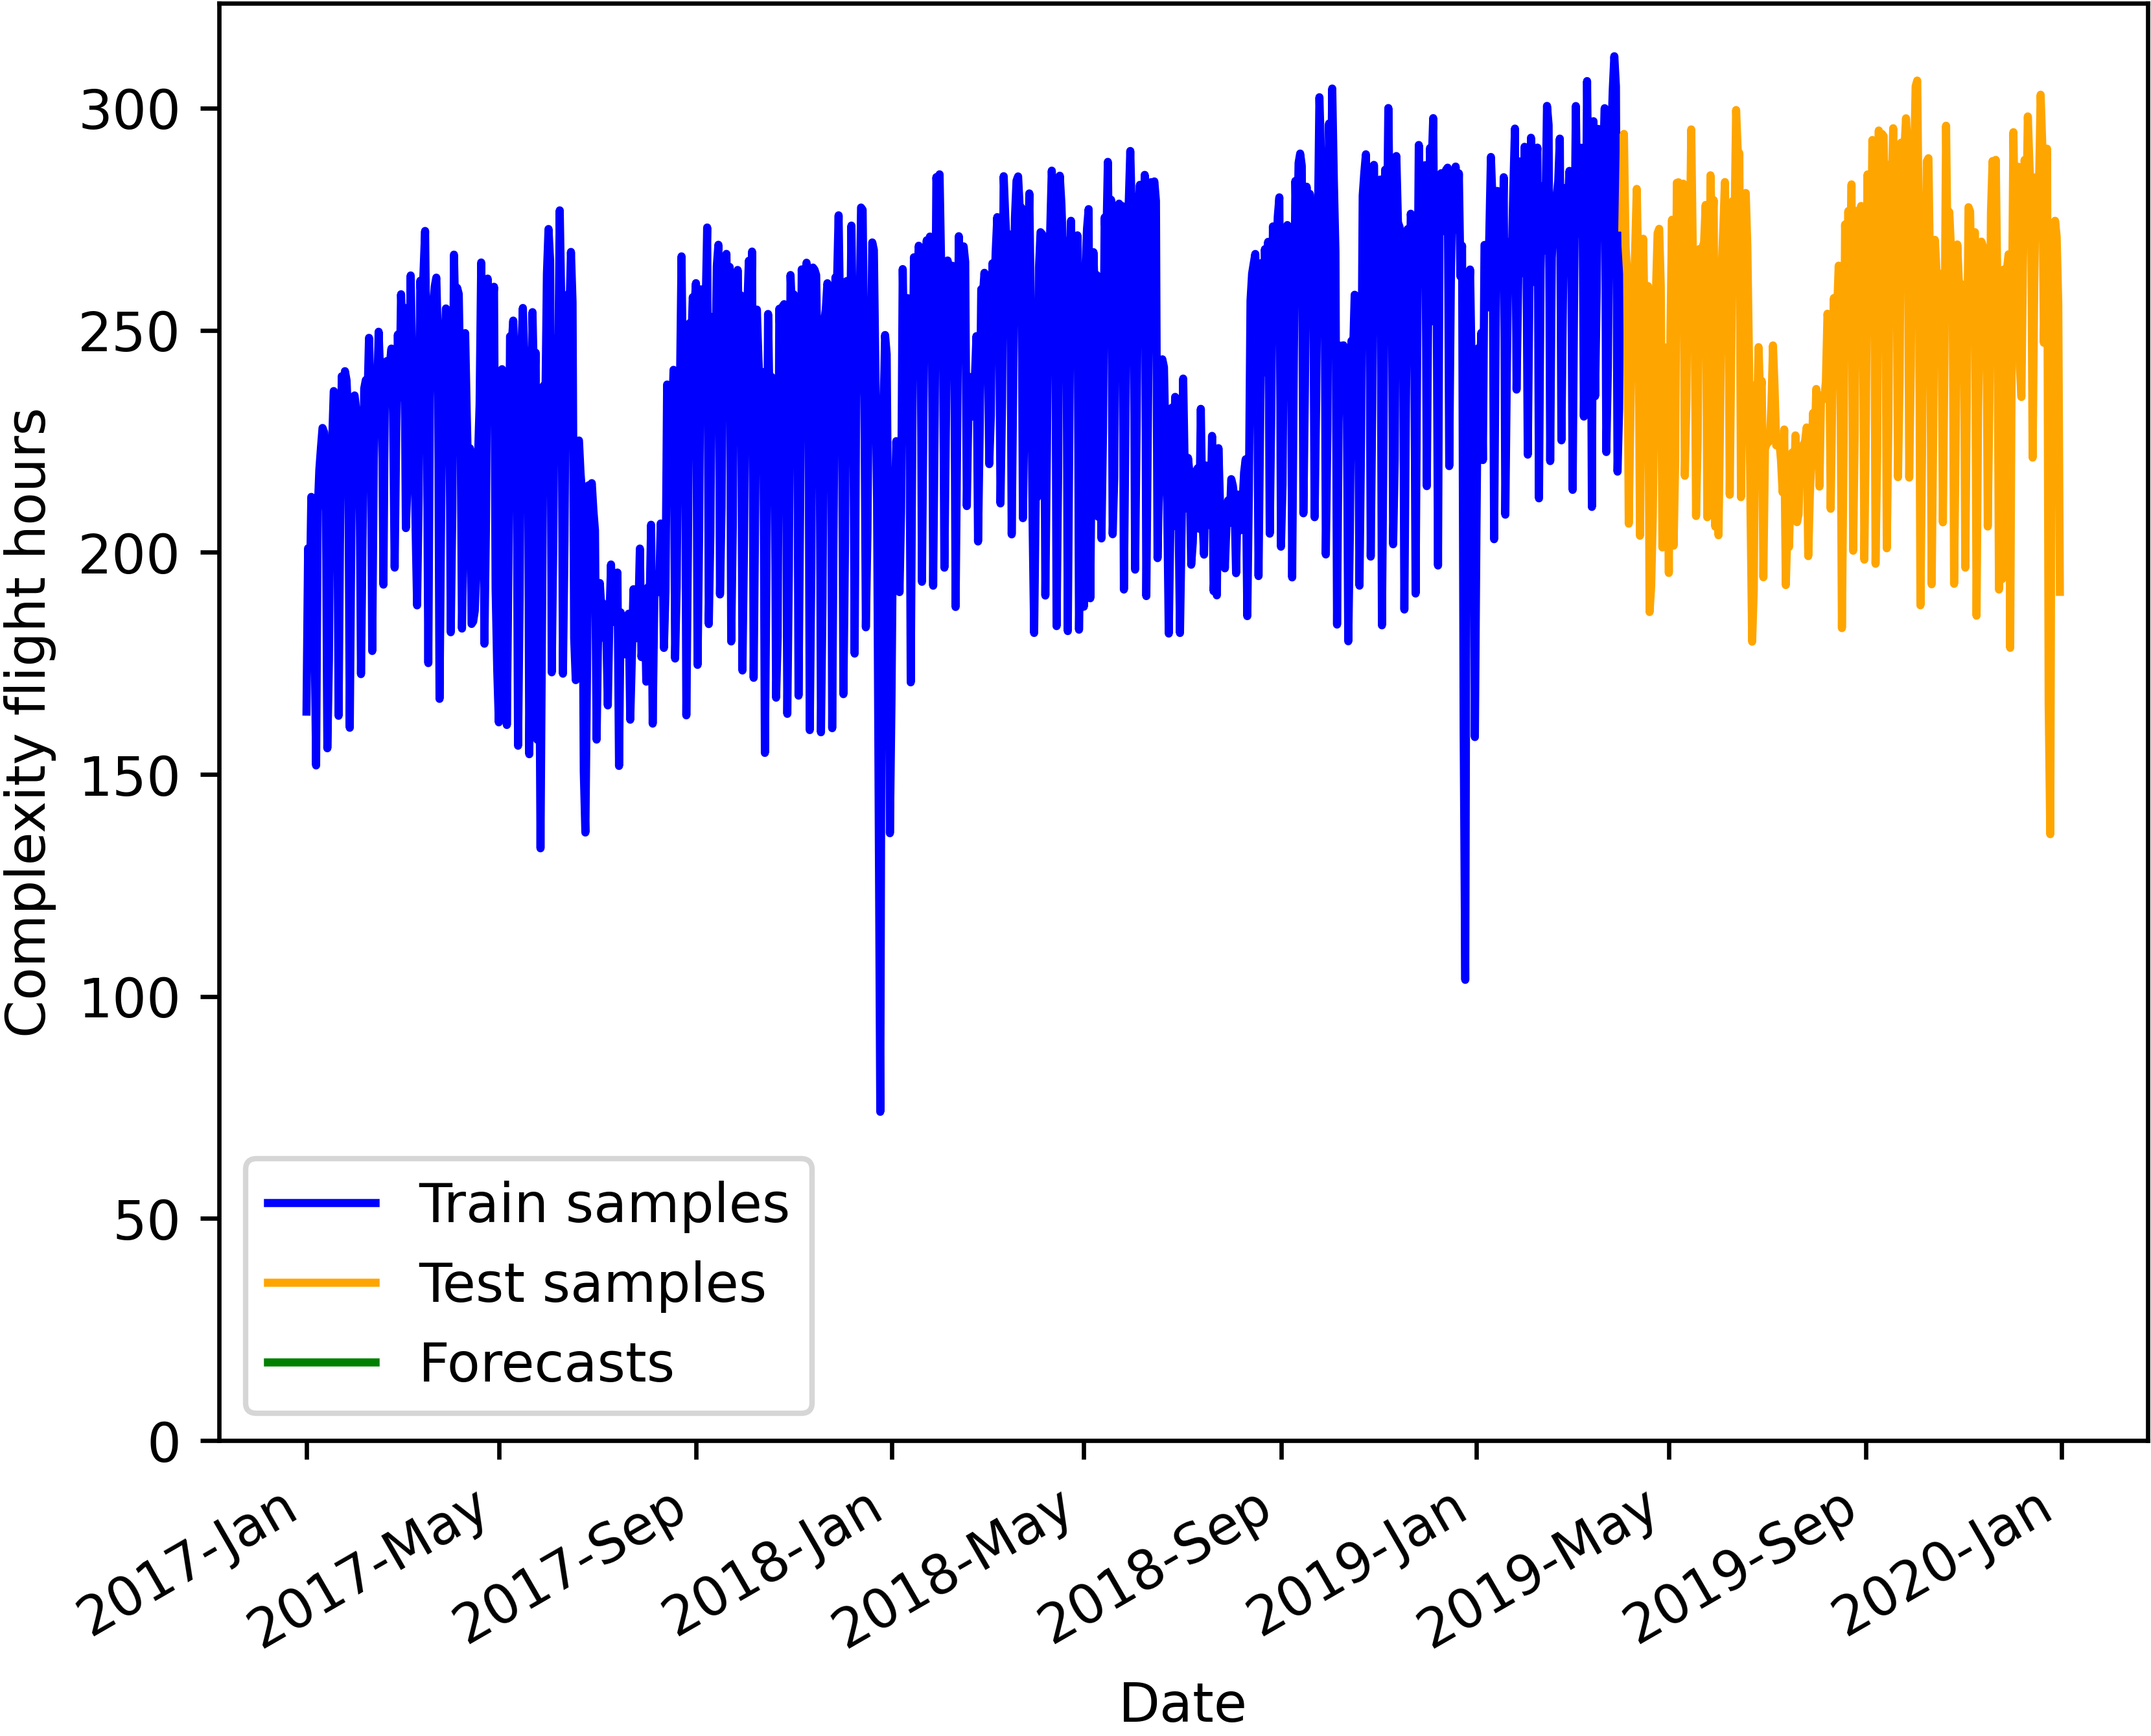 Complexity flight hours
300
250
200
150
100
50
0
Train samples
Test samples
Forecasts
2017-Jan
2017-May
2017-Sep
2018-Jan
2018-May
2018-Sep
2019-Jan
2019-May
2019-Sep
2020-Jan
Date